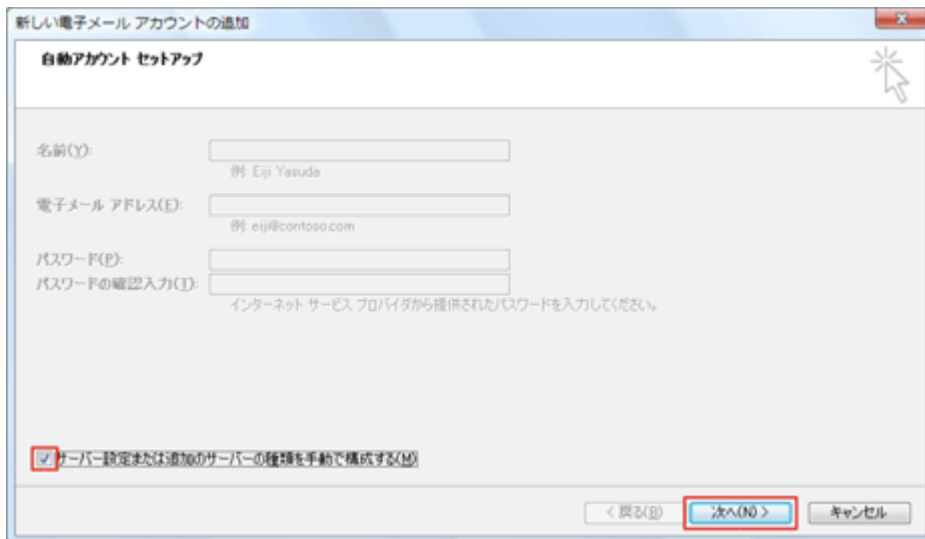 新しい電子メール アカウントの追加
自動アカウント セットアップ
名前(Y):
例: Eiji Yasuda
電子メール アドレス(E):
例: eiji@contoso.com
パスワード(P):
パスワードの確認入力(T):
インターネット サービス プロバイダから提供されたパスワードを入力してください。
サーバー設定または追加のサーバーの種類を手動で構成する(M)
< 戻る(B) 次へ(N) > キャンセル